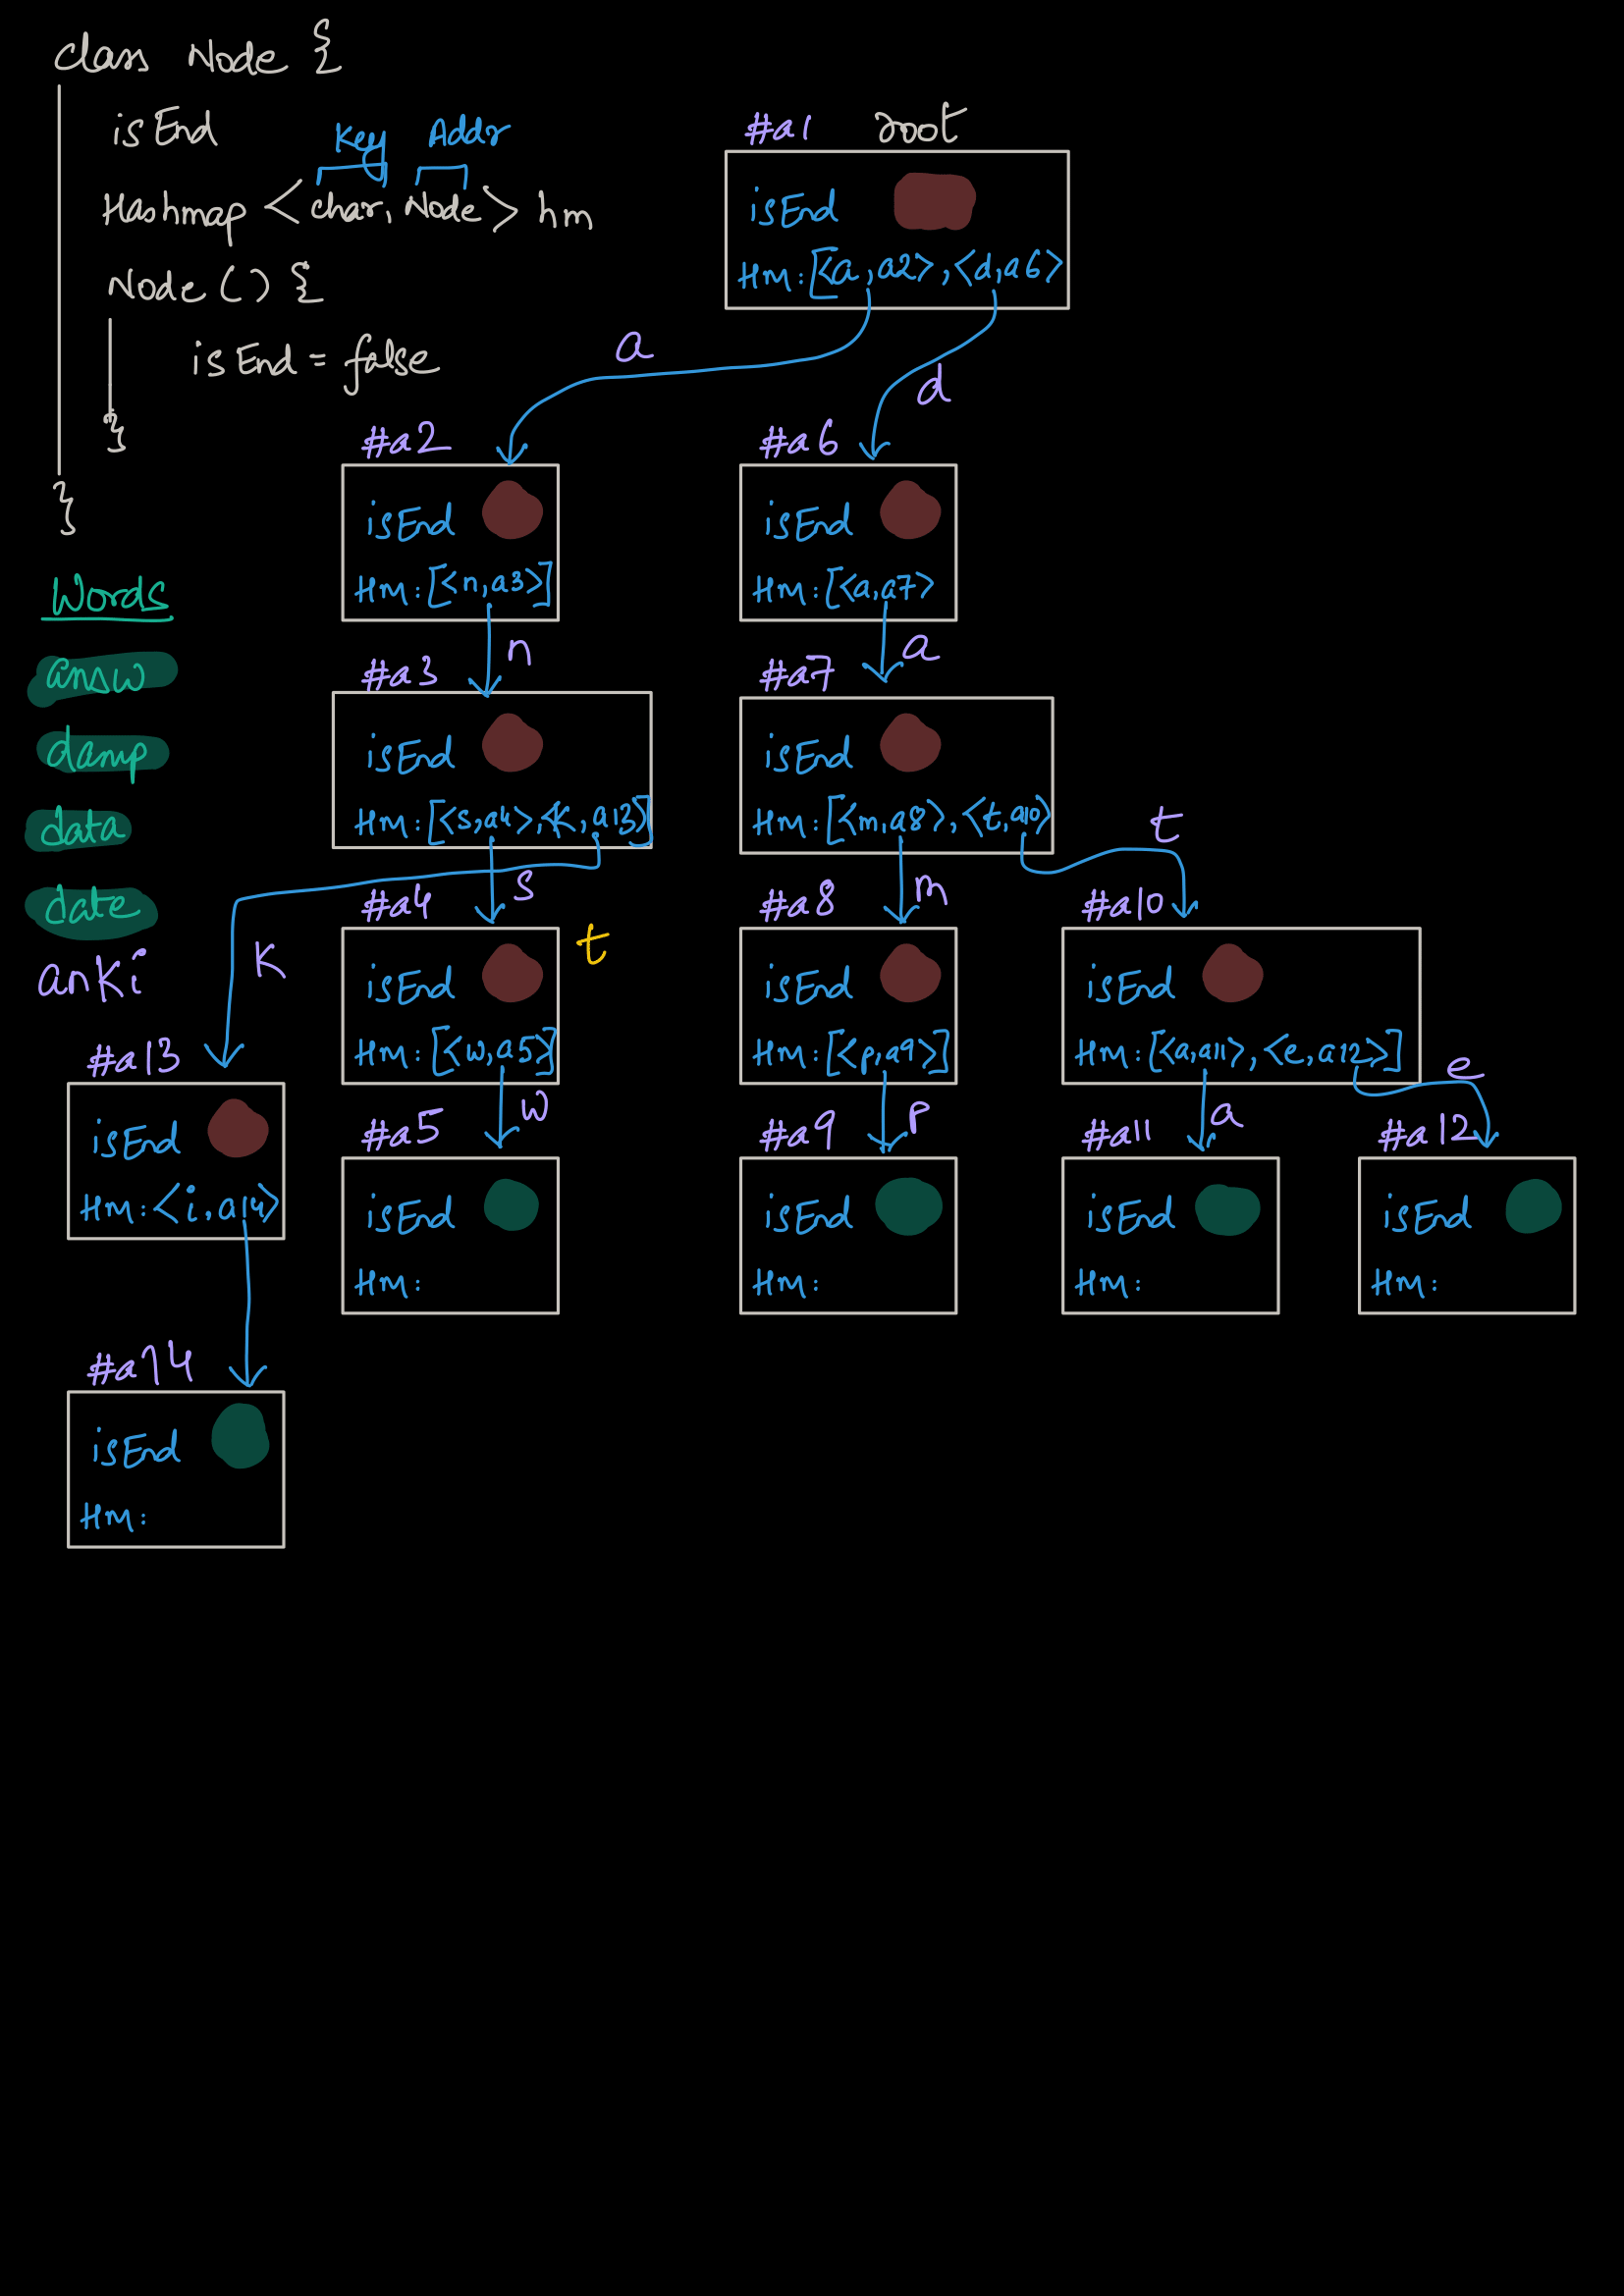 class Node {
isEnd
Key Addr
Hashmap <char, Node> hm
Node () {
isEnd = false
}
}
Words
answ
damp
data
date
anki
#a1 root
isEnd
Hm:[<a,a2>,<d,a6>
a
d
#a2
isEnd
Hm:[<n,a3>]
#a6
isEnd
Hm:[<a,a7>
n
a
#a3
isEnd
Hm:[<s,a4>,<k,a13>]
#a7
isEnd
Hm:[<m,a8>,<t,a10>
k
s
m
t
#a4
isEnd
Hm:[<w,a5>]
t
#a8
isEnd
Hm:[<p,a9>]
#a10
isEnd
Hm:[<a,a11>,<e,a12>]
#a13
isEnd
Hm:<i,a14>
w
p
a
e
#a5
isEnd
Hm:
#a9
isEnd
Hm:
#a11
isEnd
Hm:
#a12
isEnd
Hm:
#a14
isEnd
Hm: